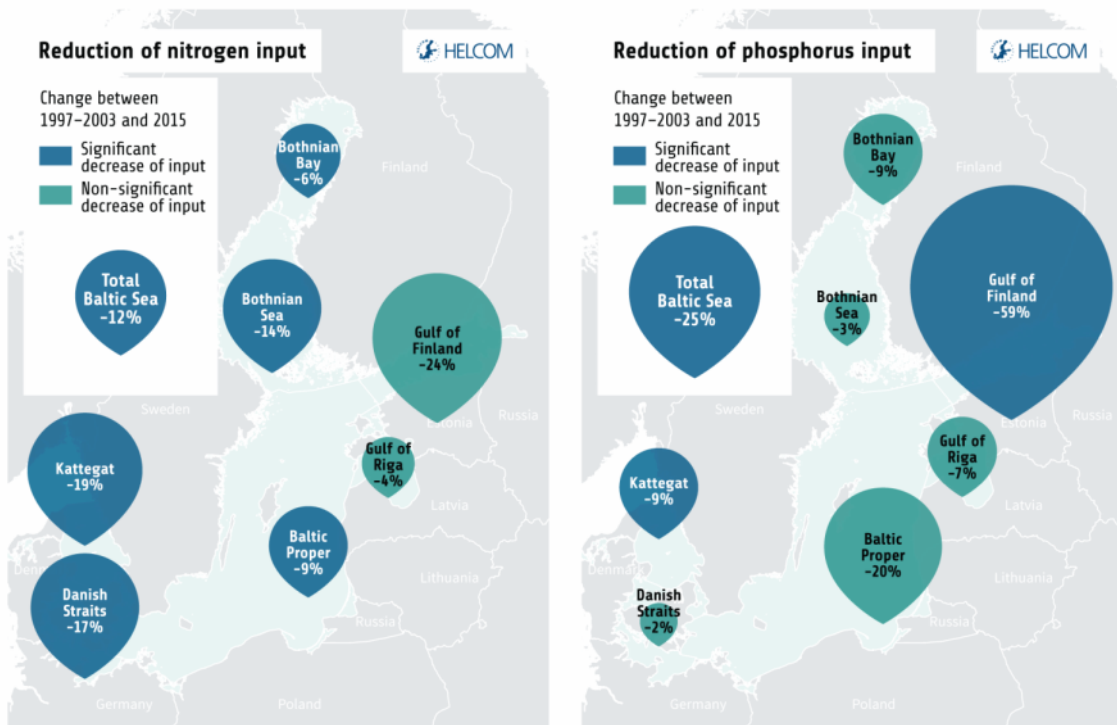 Reduction of nitrogen input
HELCOM
Change between
1997–2003 and 2015
Significant
decrease of input
Non-significant
decrease of input
Total
Baltic Sea
-12%
Bothnian
Bay
-6%
Finland
Bothnian
Sea
-14%
Gulf of
Finland
-24%
Sweden
Russia
Estonia
Kattegat
-19%
Gulf of
Riga
-4%
Latvia
Baltic
Proper
-9%
Denm
Lithuania
Danish
Straits
-17%
Russia
Germany
Poland
Reduction of phosphorus input
HELCOM
Change between
1997–2003 and 2015
Significant
decrease of input
Non-significant
decrease of input
Total
Baltic Sea
-25%
Bothnian
Bay
-9%
Finland
Gulf of
Finland
-59%
Bothnian
Sea
-3%
Sweden
Russia
Estonia
Gulf of
Riga
-7%
Kattegat
-9%
Latvia
Baltic
Proper
-20%
Denmark
Lithuania
Danish
Straits
-2%
Russia
Germany
Poland